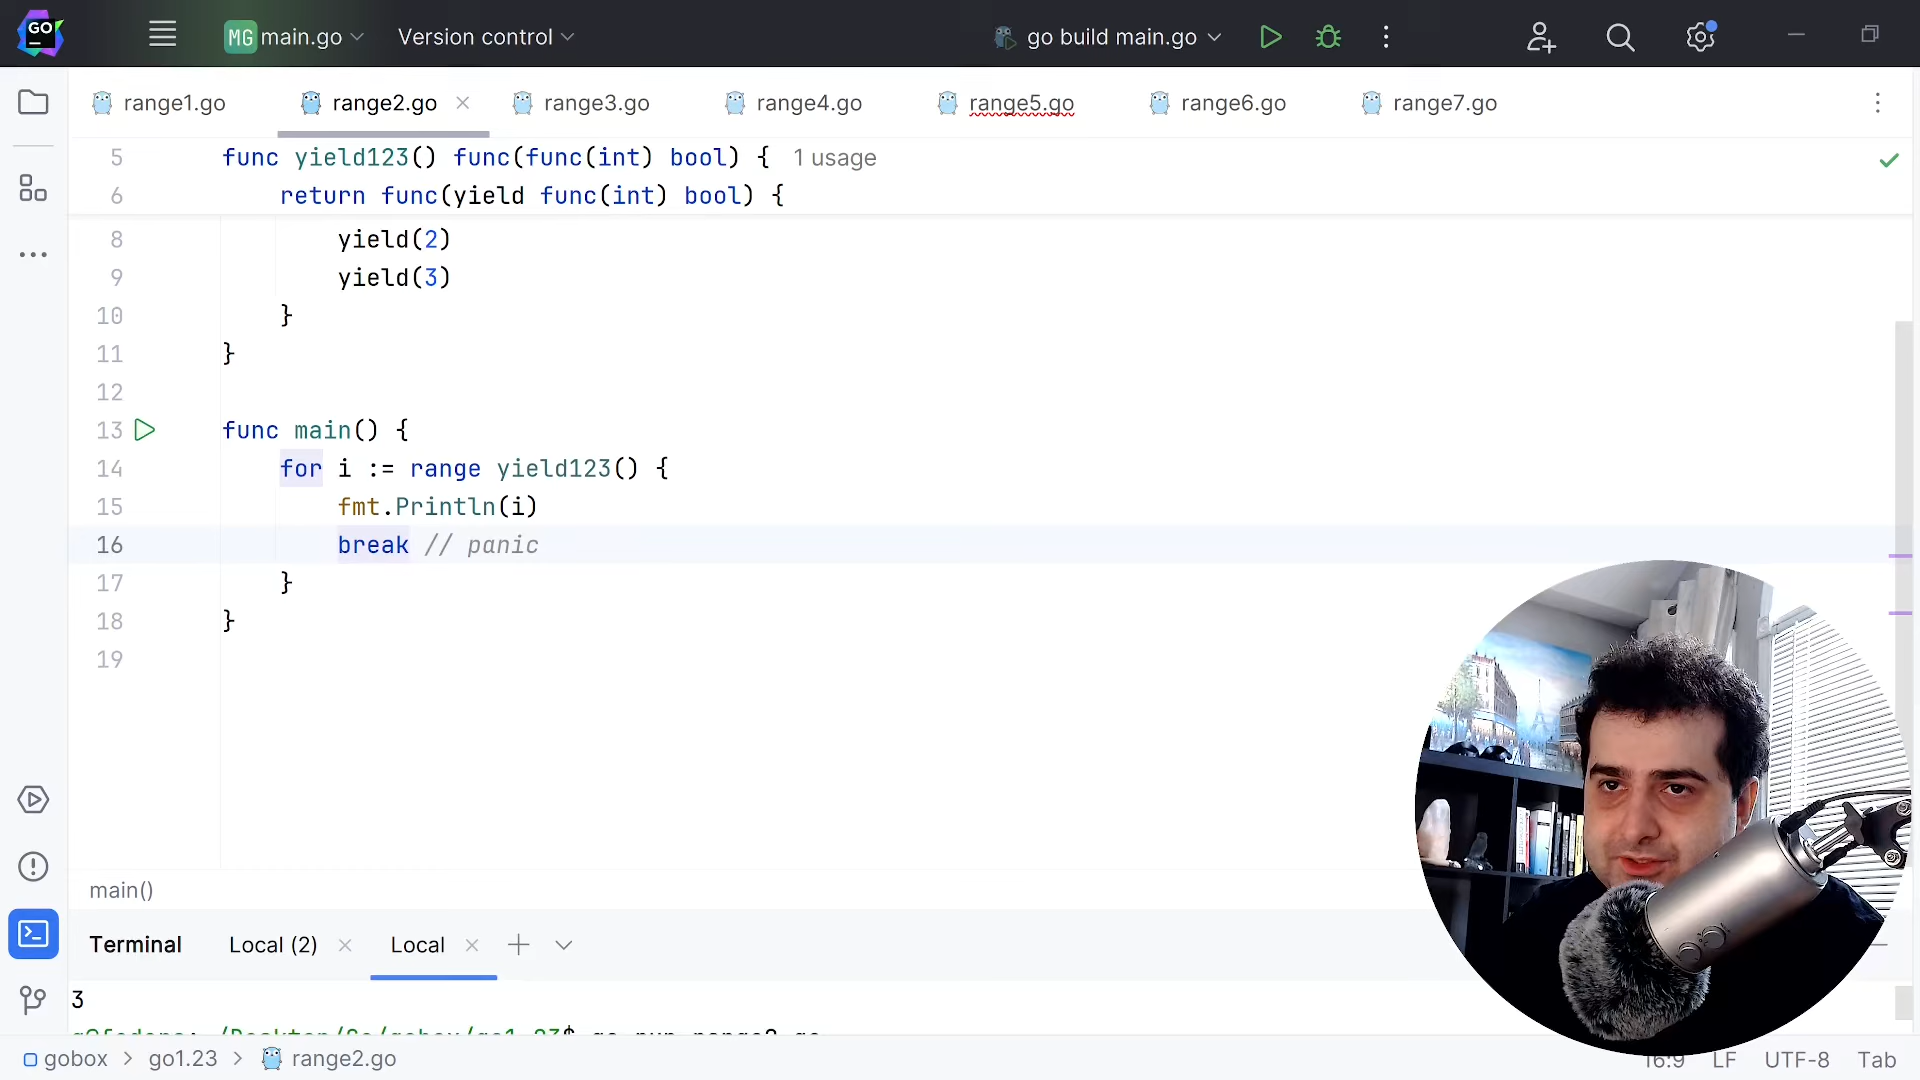 GO
MG main.go
Version control
go build main.go
range1.go
range2.go
range3.go
range4.go
range5.go
range6.go
range7.go
5 func yield123() func(func(int) bool) { 1 usage
6 return func(yield func(int) bool) {
8 yield(2)
9 yield(3)
10 }
11 }
12
13 func main() {
14 for i := range yield123() {
15 fmt.Println(i)
16 break // panic
17 }
18 }
19
main()
Terminal Local (2) Local
3
gobox > go1.23 > range2.go
16:9 LF UTF-8 Tab